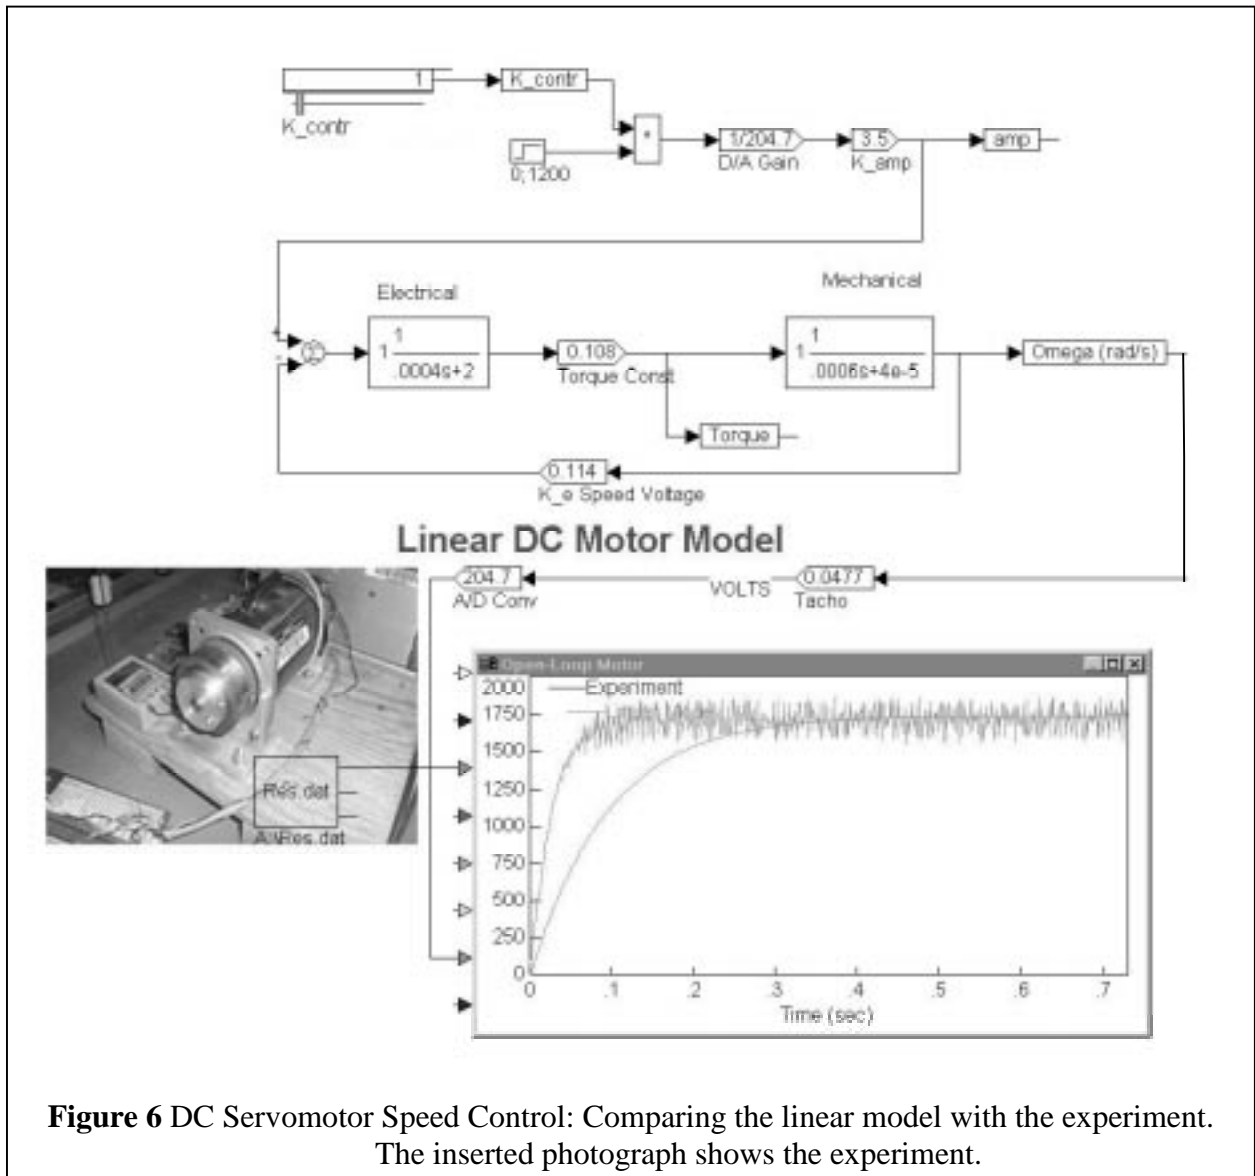 1
K_contr
K_contr
0;1200
*
1/204.7
D/A Gain
3.5
K_amp
amp
Electrical
Mechanical
+
-
Σ
1
1
.0004s+2
0.108
Torque Const
1
1
.0006s+4e-5
Omega (rad/s)
Torque
0.114
K_e Speed Voltage
Linear DC Motor Model
204.7
A/D Conv
VOLTS
0.0477
Tacho
Res.dat
A:\Res.dat
Open-Loop Motor
Experiment
2000
1750
1500
1250
1000
750
500
250
0
0 .1 .2 .3 .4 .5 .6 .7
Time (sec)
Figure 6 DC Servomotor Speed Control: Comparing the linear model with the experiment.
The inserted photograph shows the experiment.